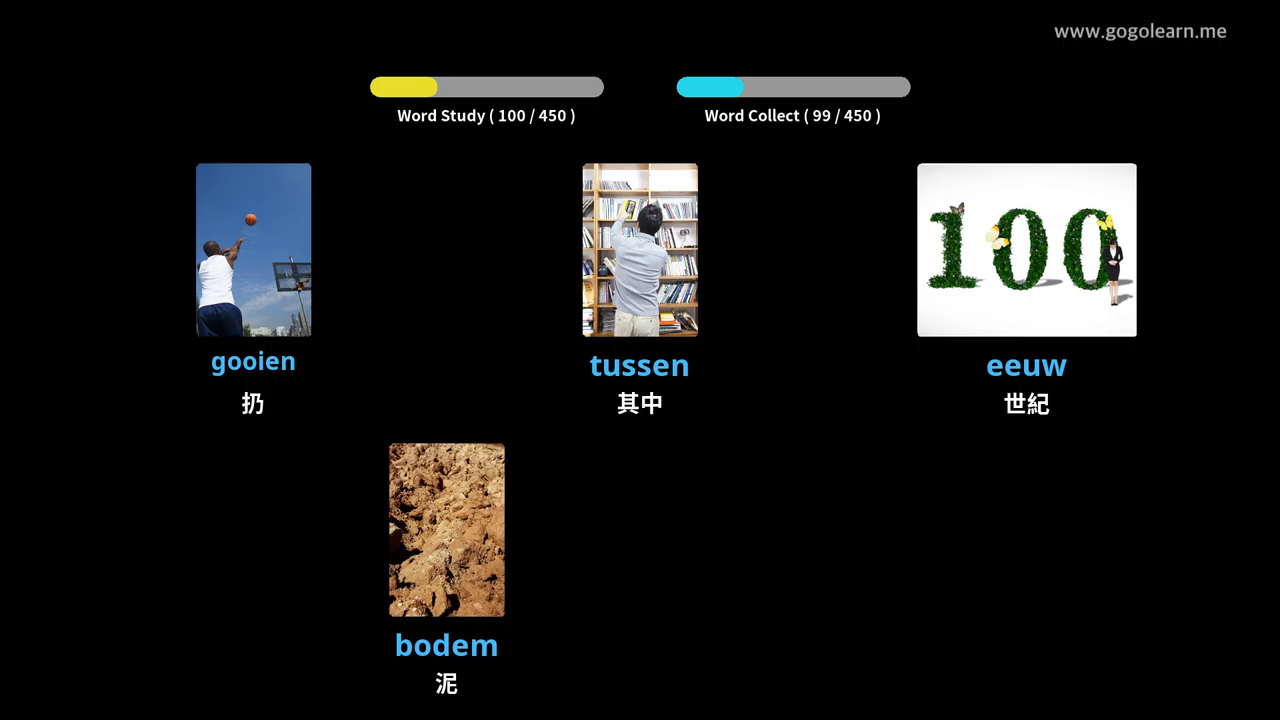 www.gogolearn.me
Word Study ( 100 / 450 )
Word Collect ( 99 / 450 )
100
gooien
扔
tussen
其中
eeuw
世紀
bodem
泥